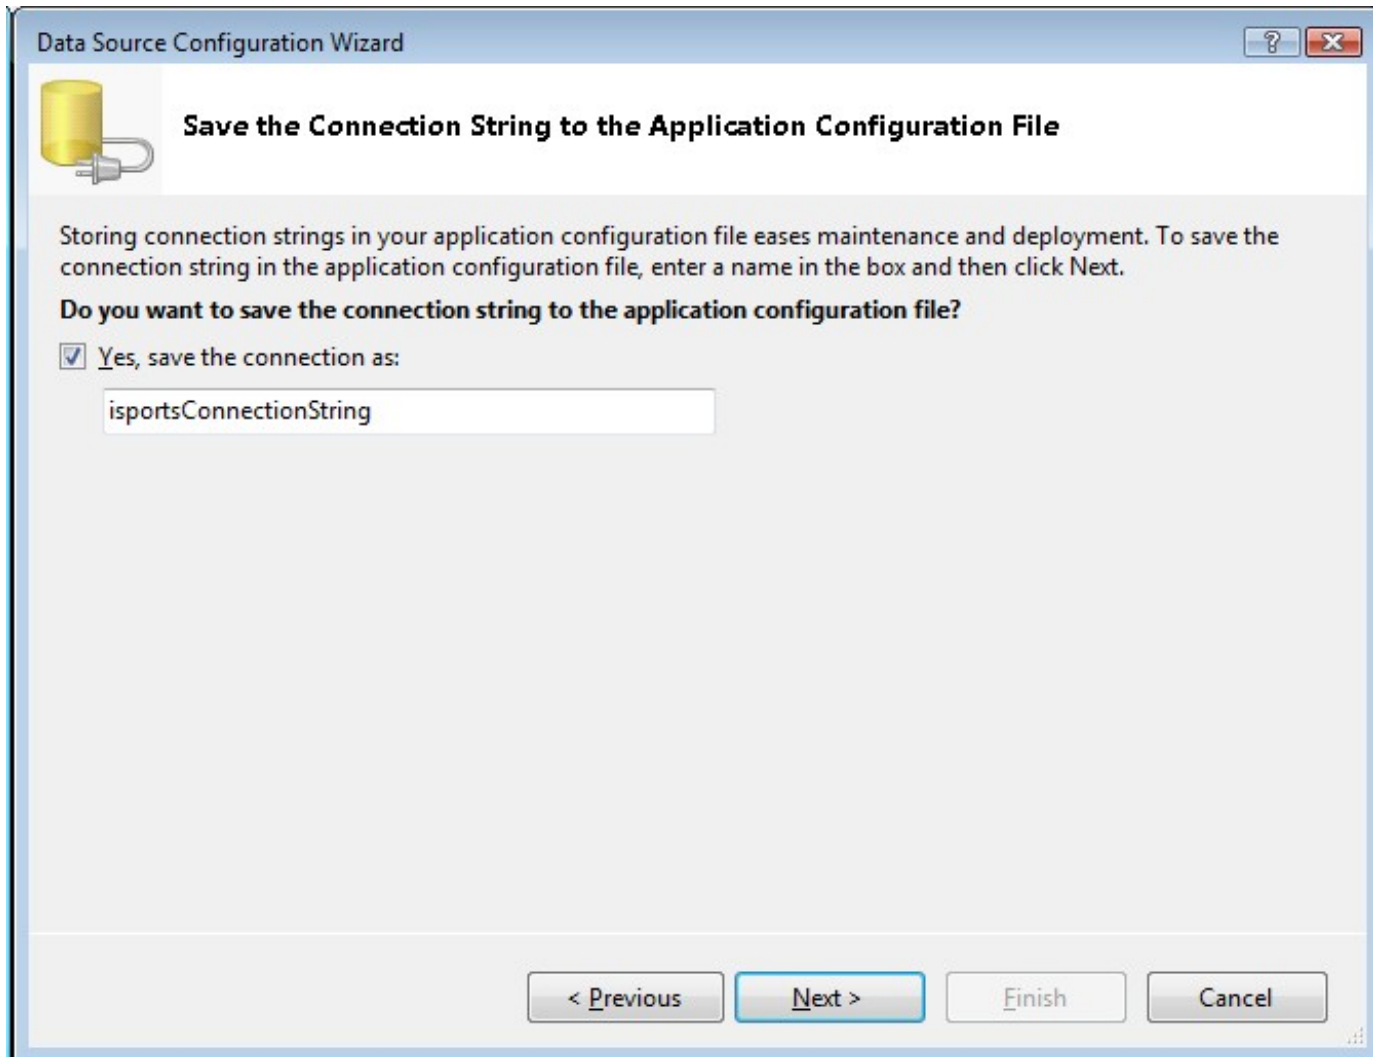 Data Source Configuration Wizard
Save the Connection String to the Application Configuration File
Storing connection strings in your application configuration file eases maintenance and deployment. To save the
connection string in the application configuration file, enter a name in the box and then click Next.
Do you want to save the connection string to the application configuration file?
Yes, save the connection as:
isportsConnectionString
< Previous Next > Finish Cancel